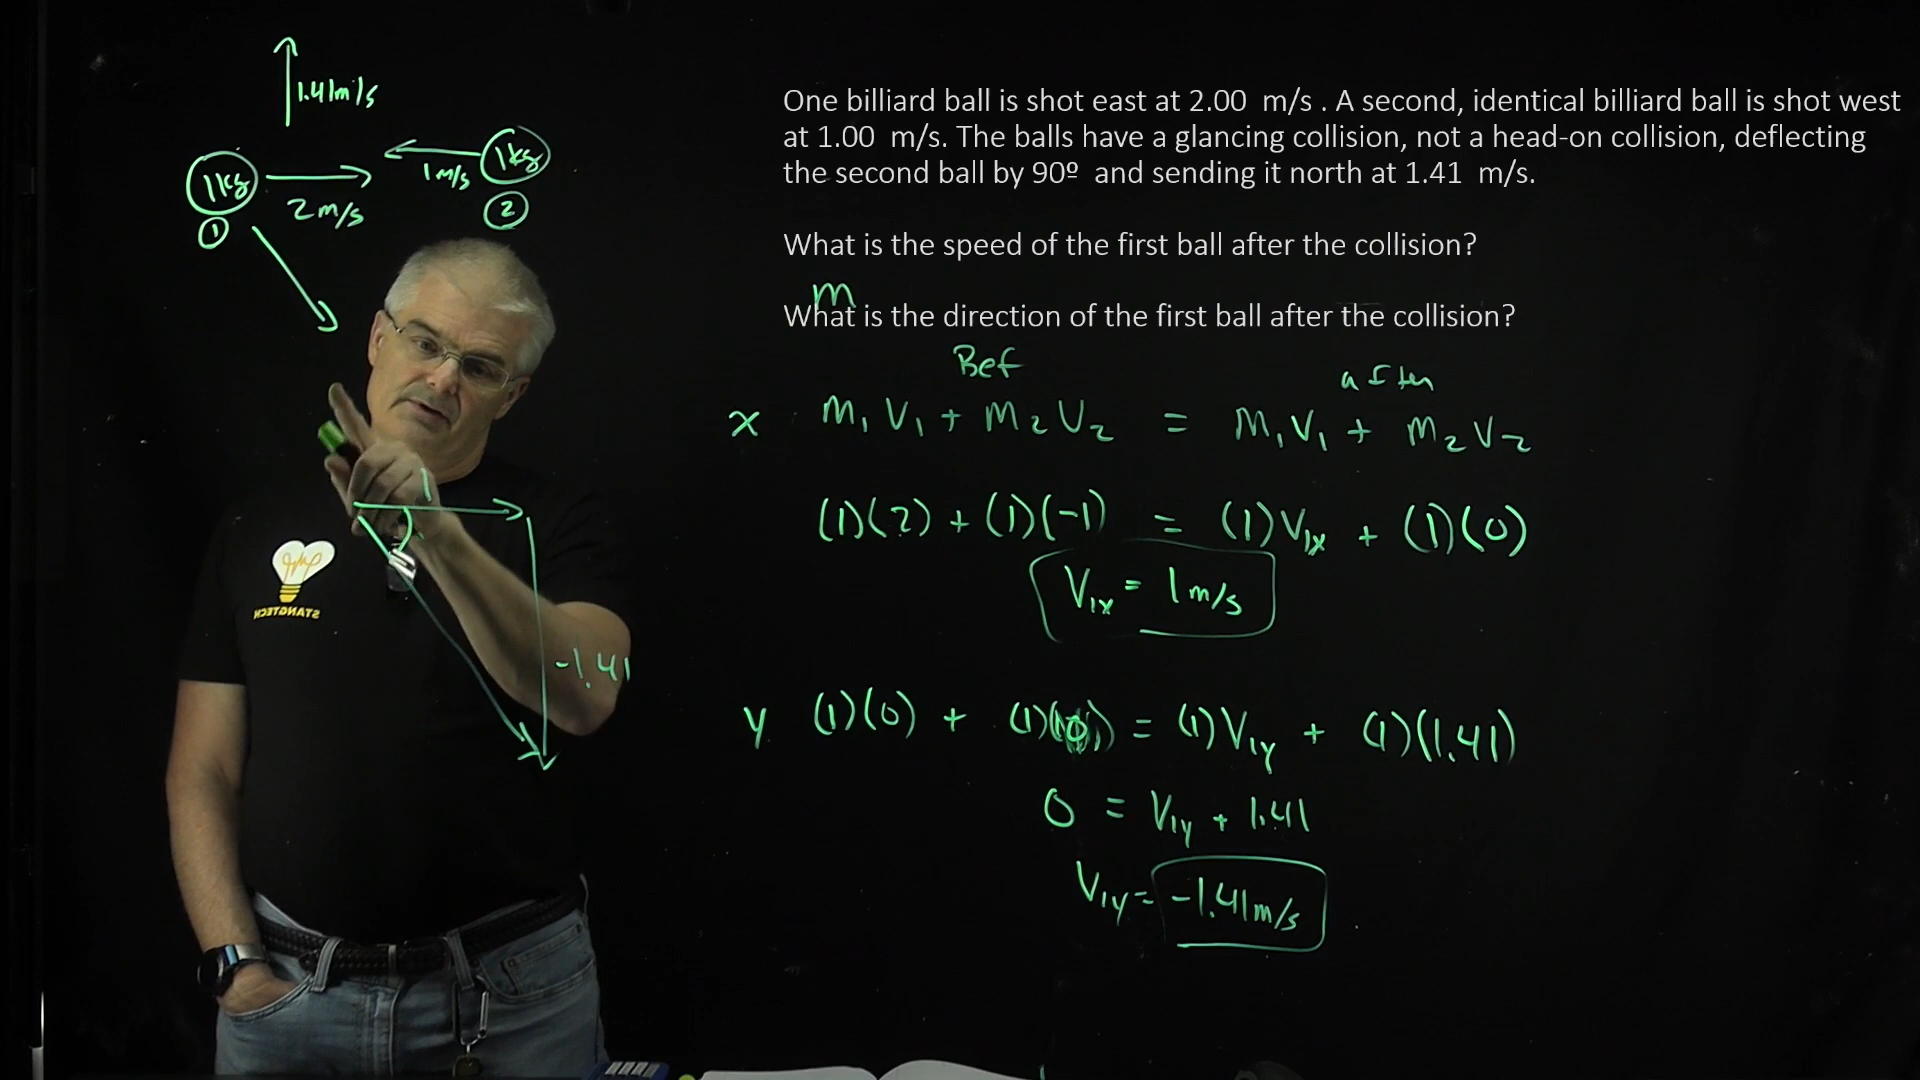 1.41m/s
1kg
2m/s
1
1m/s
1kg
2
One billiard ball is shot east at 2.00 m/s . A second, identical billiard ball is shot west
at 1.00 m/s. The balls have a glancing collision, not a head-on collision, deflecting
the second ball by 90º and sending it north at 1.41 m/s.
What is the speed of the first ball after the collision?
m
What is the direction of the first ball after the collision?
Bef
after
x M₁V₁ + M₂V₂ = M₁V₁ + M₂V₂
(1)(2) + (1)(-1) = (1)V₁ₓ + (1)(0)
V₁ₓ = 1m/s
y (1)(0) + (1)(0) = (1)V₁y + (1)(1.41)
0 = V₁y + 1.41
V₁y = -1.41m/s
1
-1.41
STANGTECH